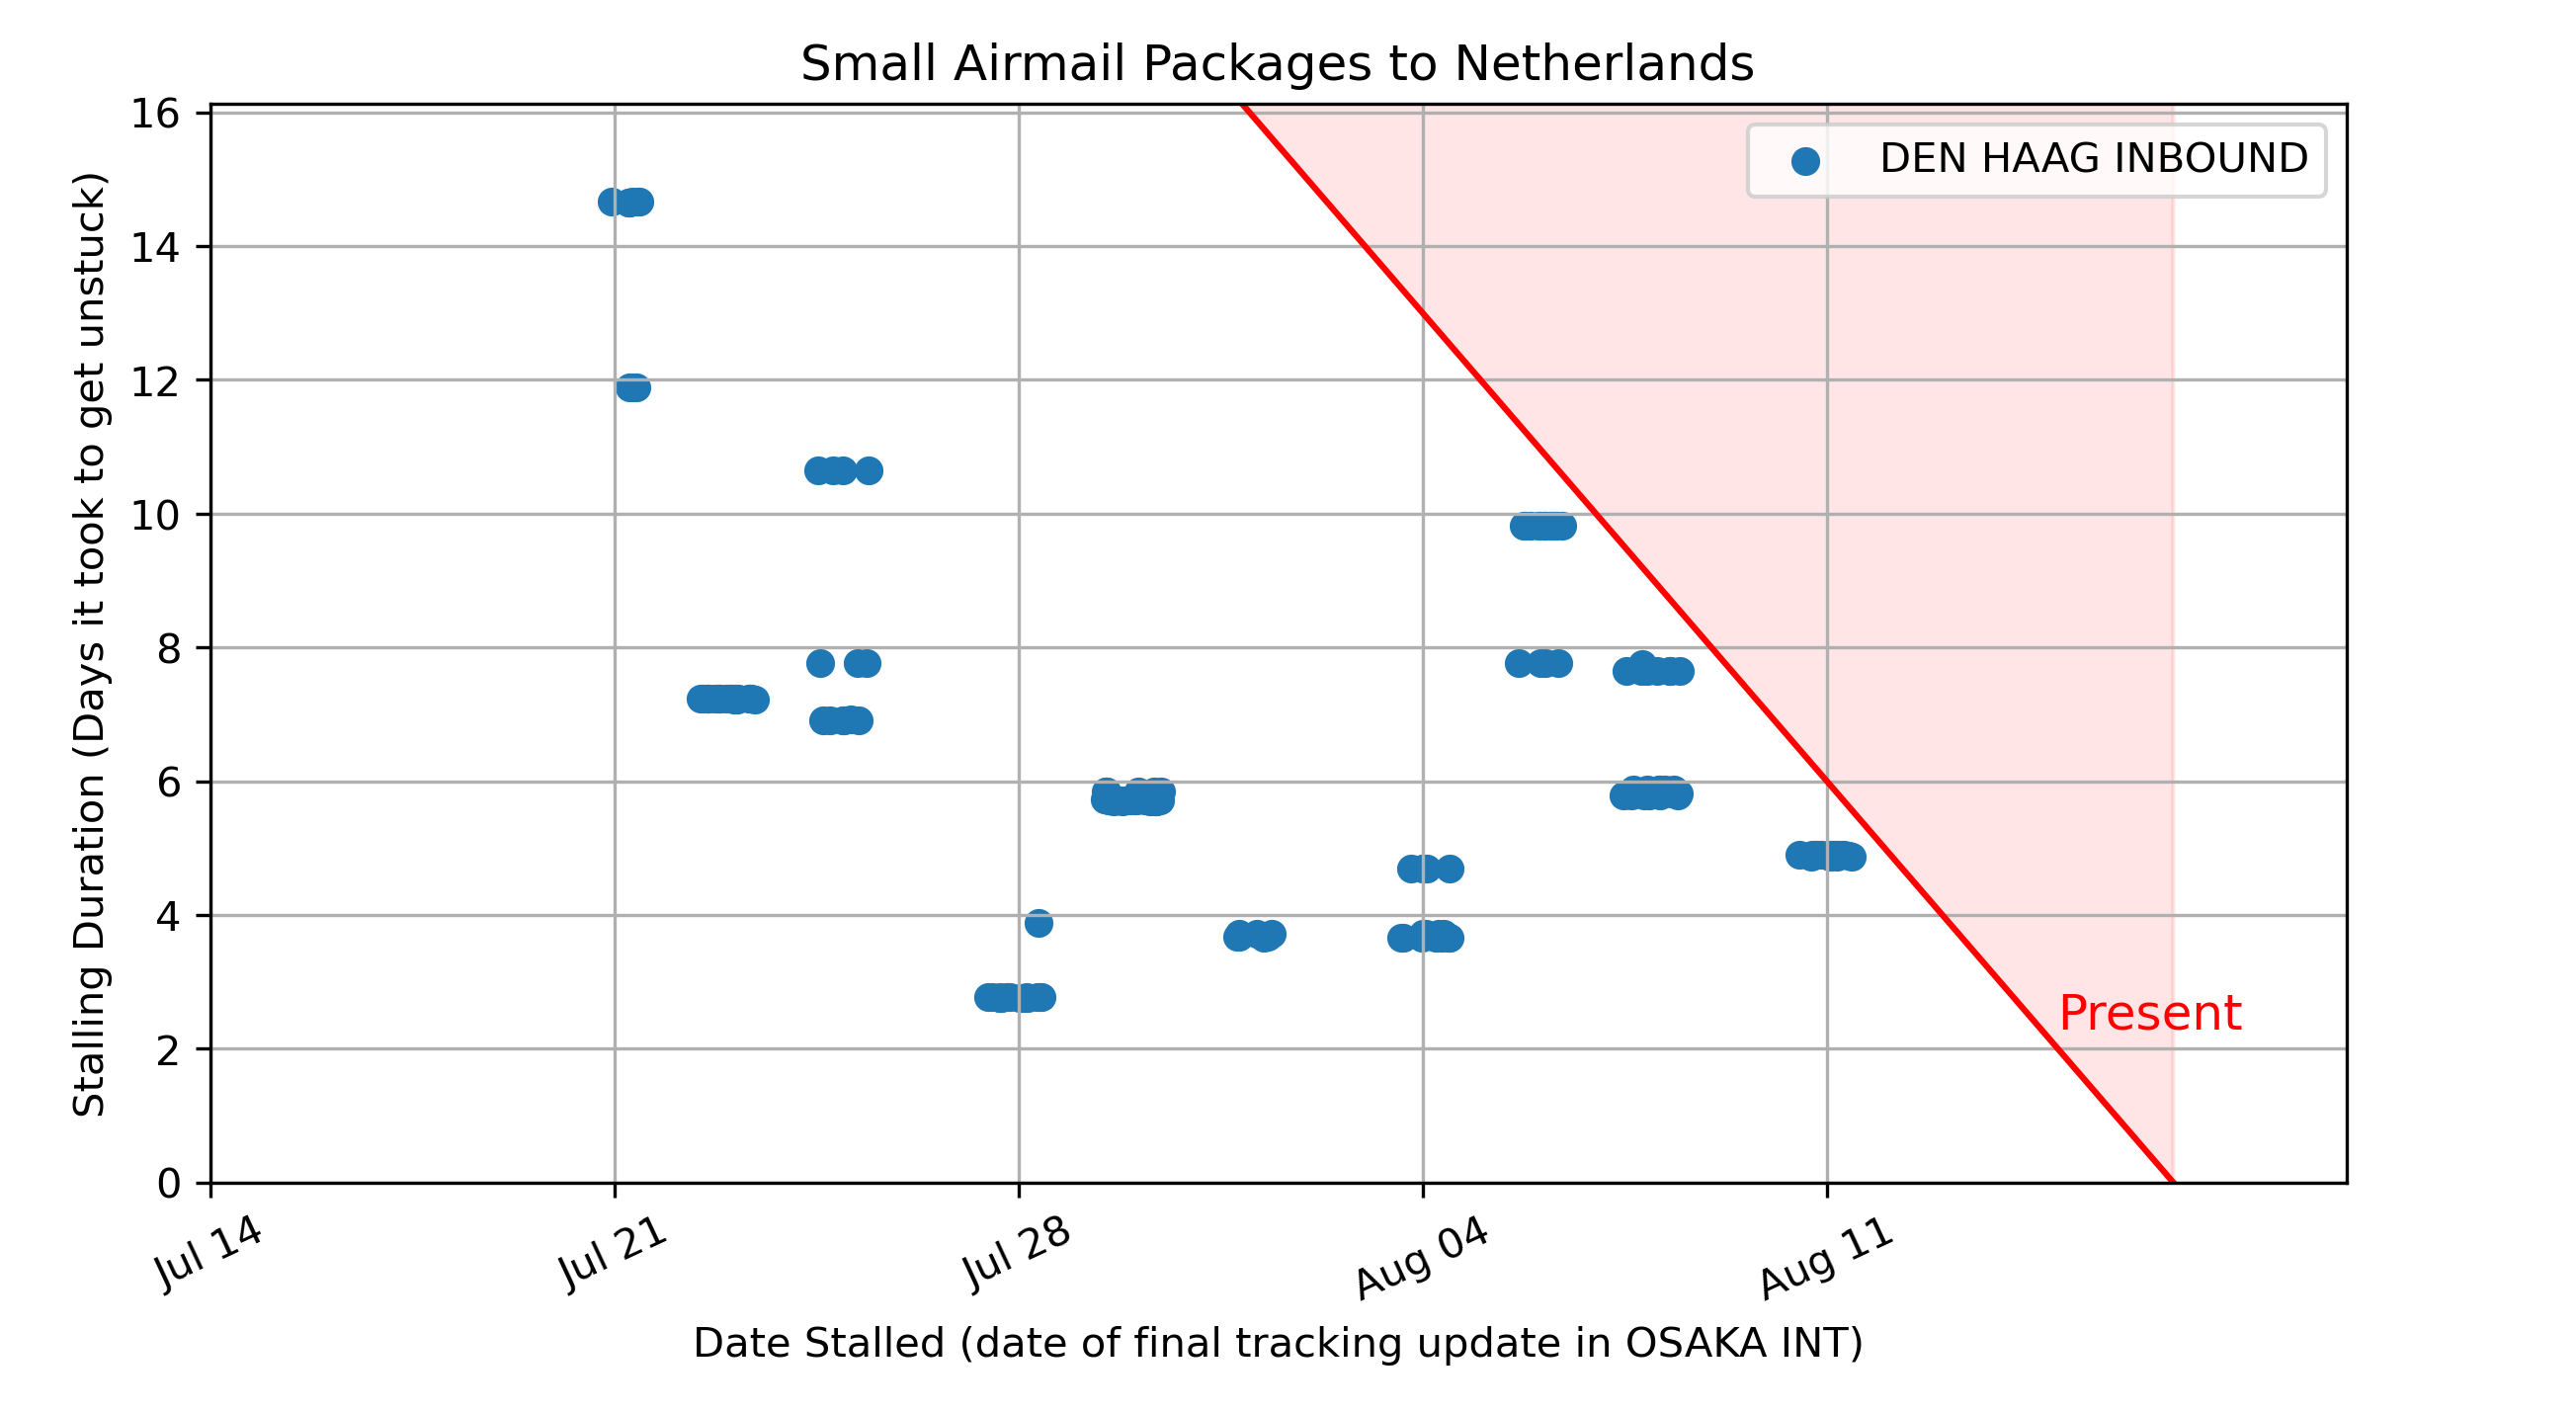 Small Airmail Packages to Netherlands
16
14
12
10
8
6
4
2
0
Stalling Duration (Days it took to get unstuck)
DEN HAAG INBOUND
Present
Jul 14
Jul 21
Jul 28
Aug 04
Aug 11
Date Stalled (date of final tracking update in OSAKA INT)